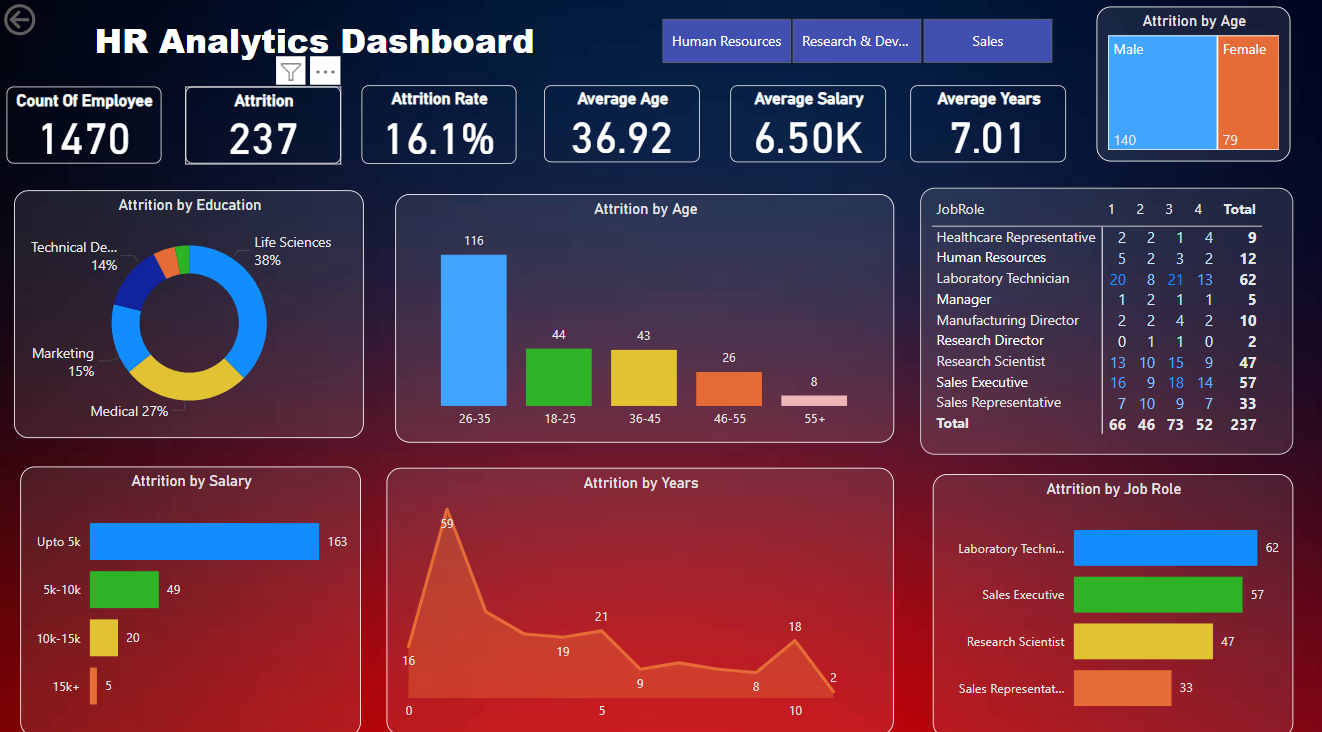 HR Analytics Dashboard
Human Resources
Research & Dev...
Sales
Attrition by Age
Male
Female
140
79
Count Of Employee
1470
Attrition
237
Attrition Rate
16.1%
Average Age
36.92
Average Salary
6.50K
Average Years
7.01
Attrition by Education
Life Sciences
38%
Technical De...
14%
Marketing
15%
Medical 27%
Attrition by Age
116
44
43
26
8
26-35 18-25 36-45 46-55 55+
JobRole 1 2 3 4 Total
Healthcare Representative 2 2 1 4 9
Human Resources 5 2 3 2 12
Laboratory Technician 20 8 21 13 62
Manager 1 2 1 1 5
Manufacturing Director 2 2 4 2 10
Research Director 0 1 1 0 2
Research Scientist 13 10 15 9 47
Sales Executive 16 9 18 14 57
Sales Representative 7 10 9 7 33
Total 66 46 73 52 237
Attrition by Salary
Upto 5k 163
5k-10k 49
10k-15k 20
15k+ 5
Attrition by Years
59
16
19
21
9
8
18
2
0 5 10
Attrition by Job Role
Laboratory Techni... 62
Sales Executive 57
Research Scientist 47
Sales Representat... 33